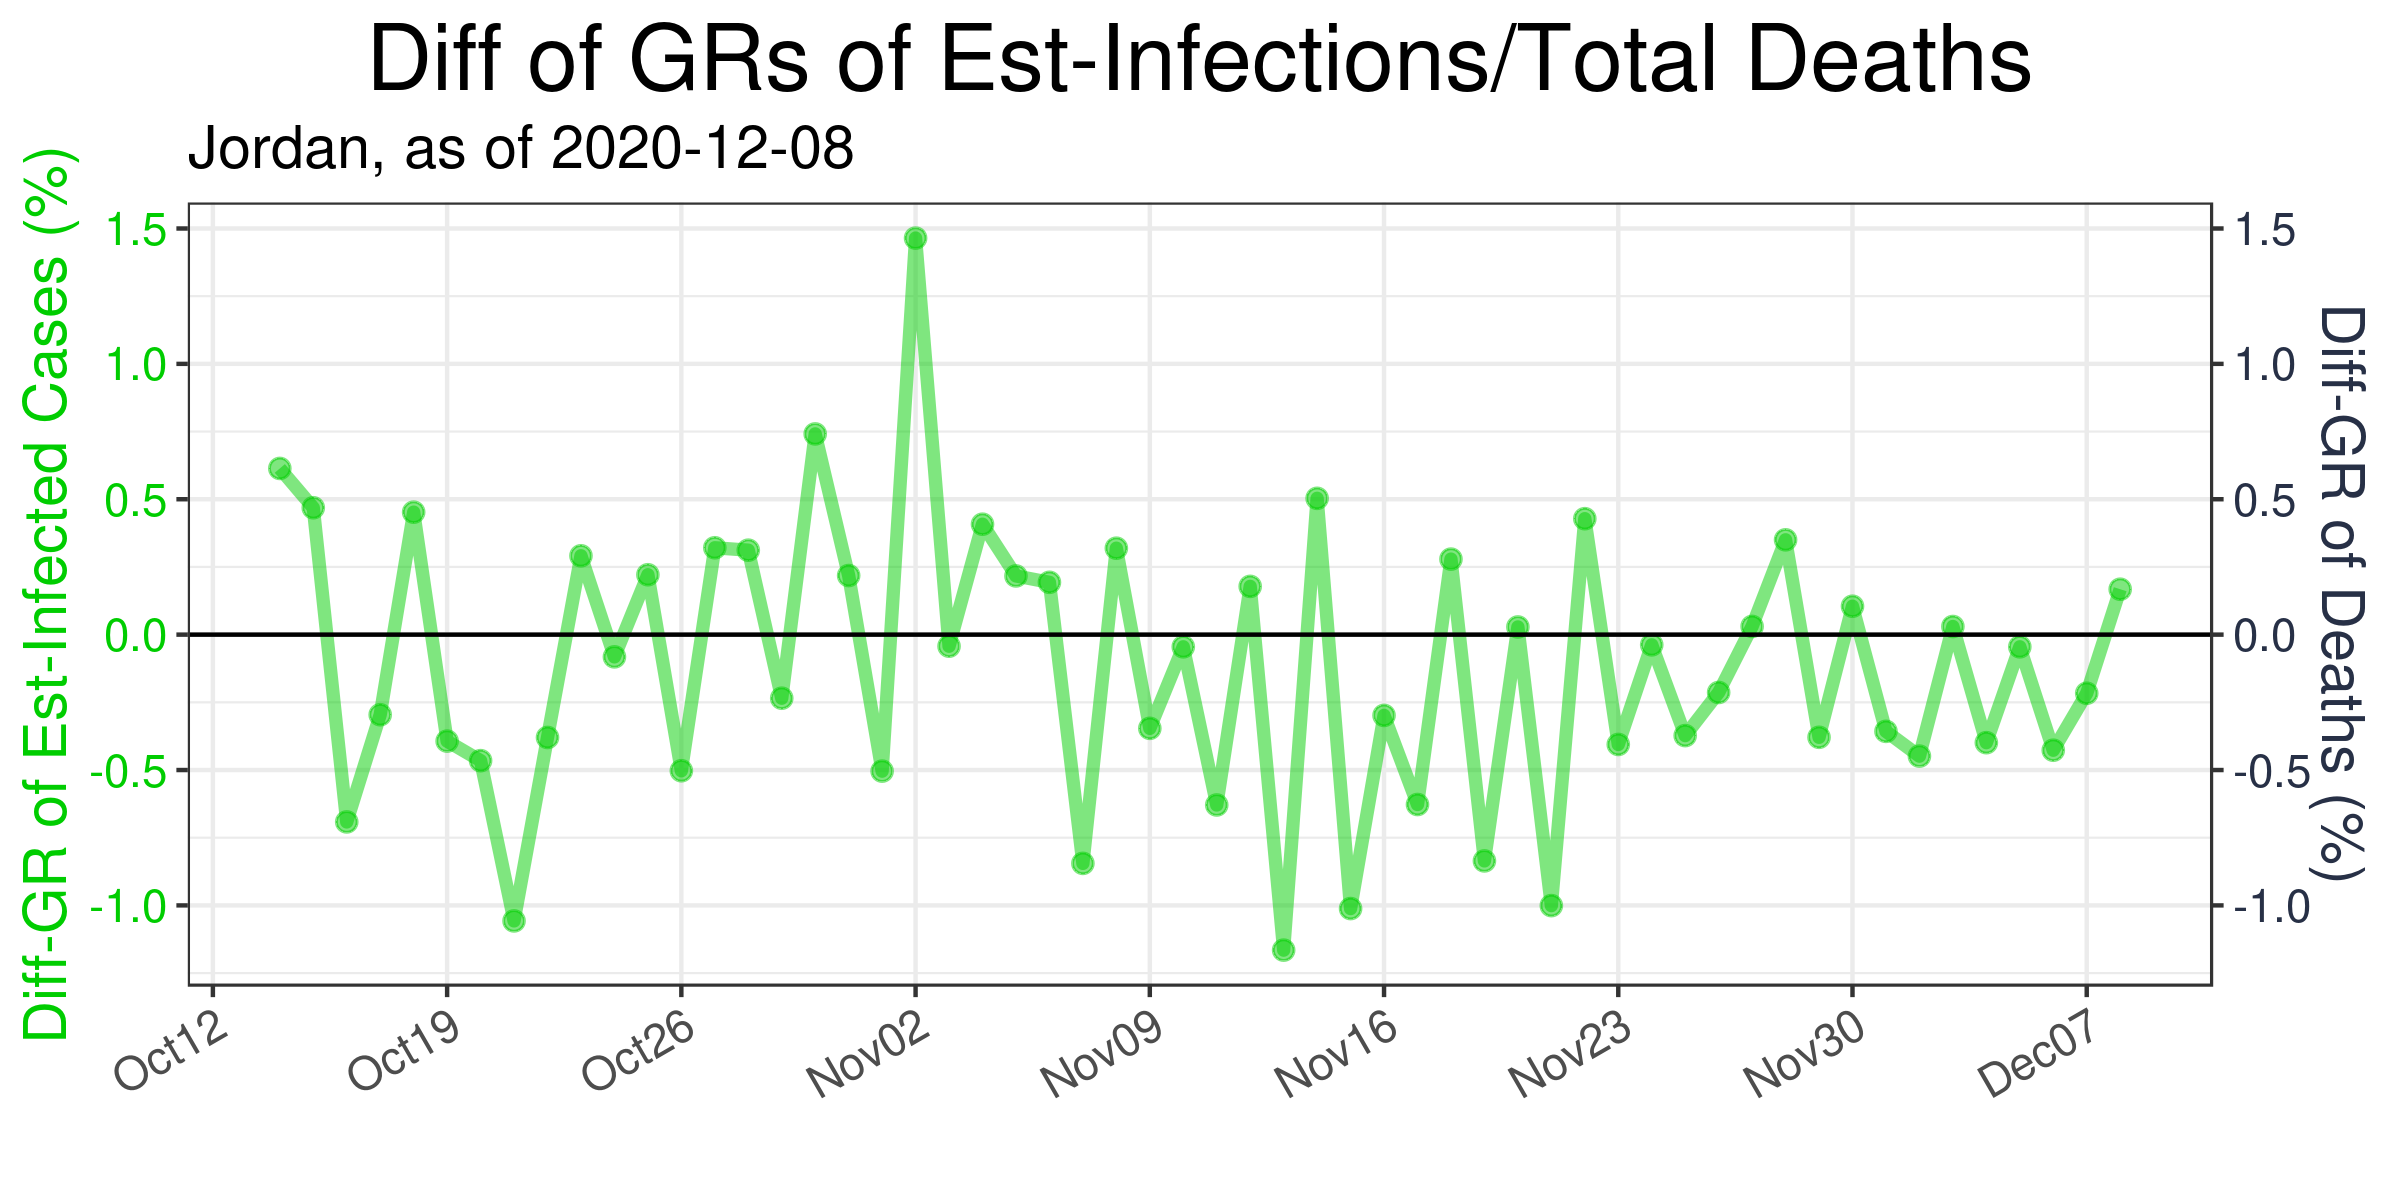 Diff of GRs of Est-Infections/Total Deaths
Jordan, as of 2020-12-08
Diff-GR of Est-Infected Cases (%)
1.5
1.0
0.5
0.0
-0.5
-1.0
1.5
1.0
0.5
0.0
-0.5
-1.0
Diff-GR of Deaths (%)
Oct12
Oct19
Oct26
Nov02
Nov09
Nov16
Nov23
Nov30
Dec07